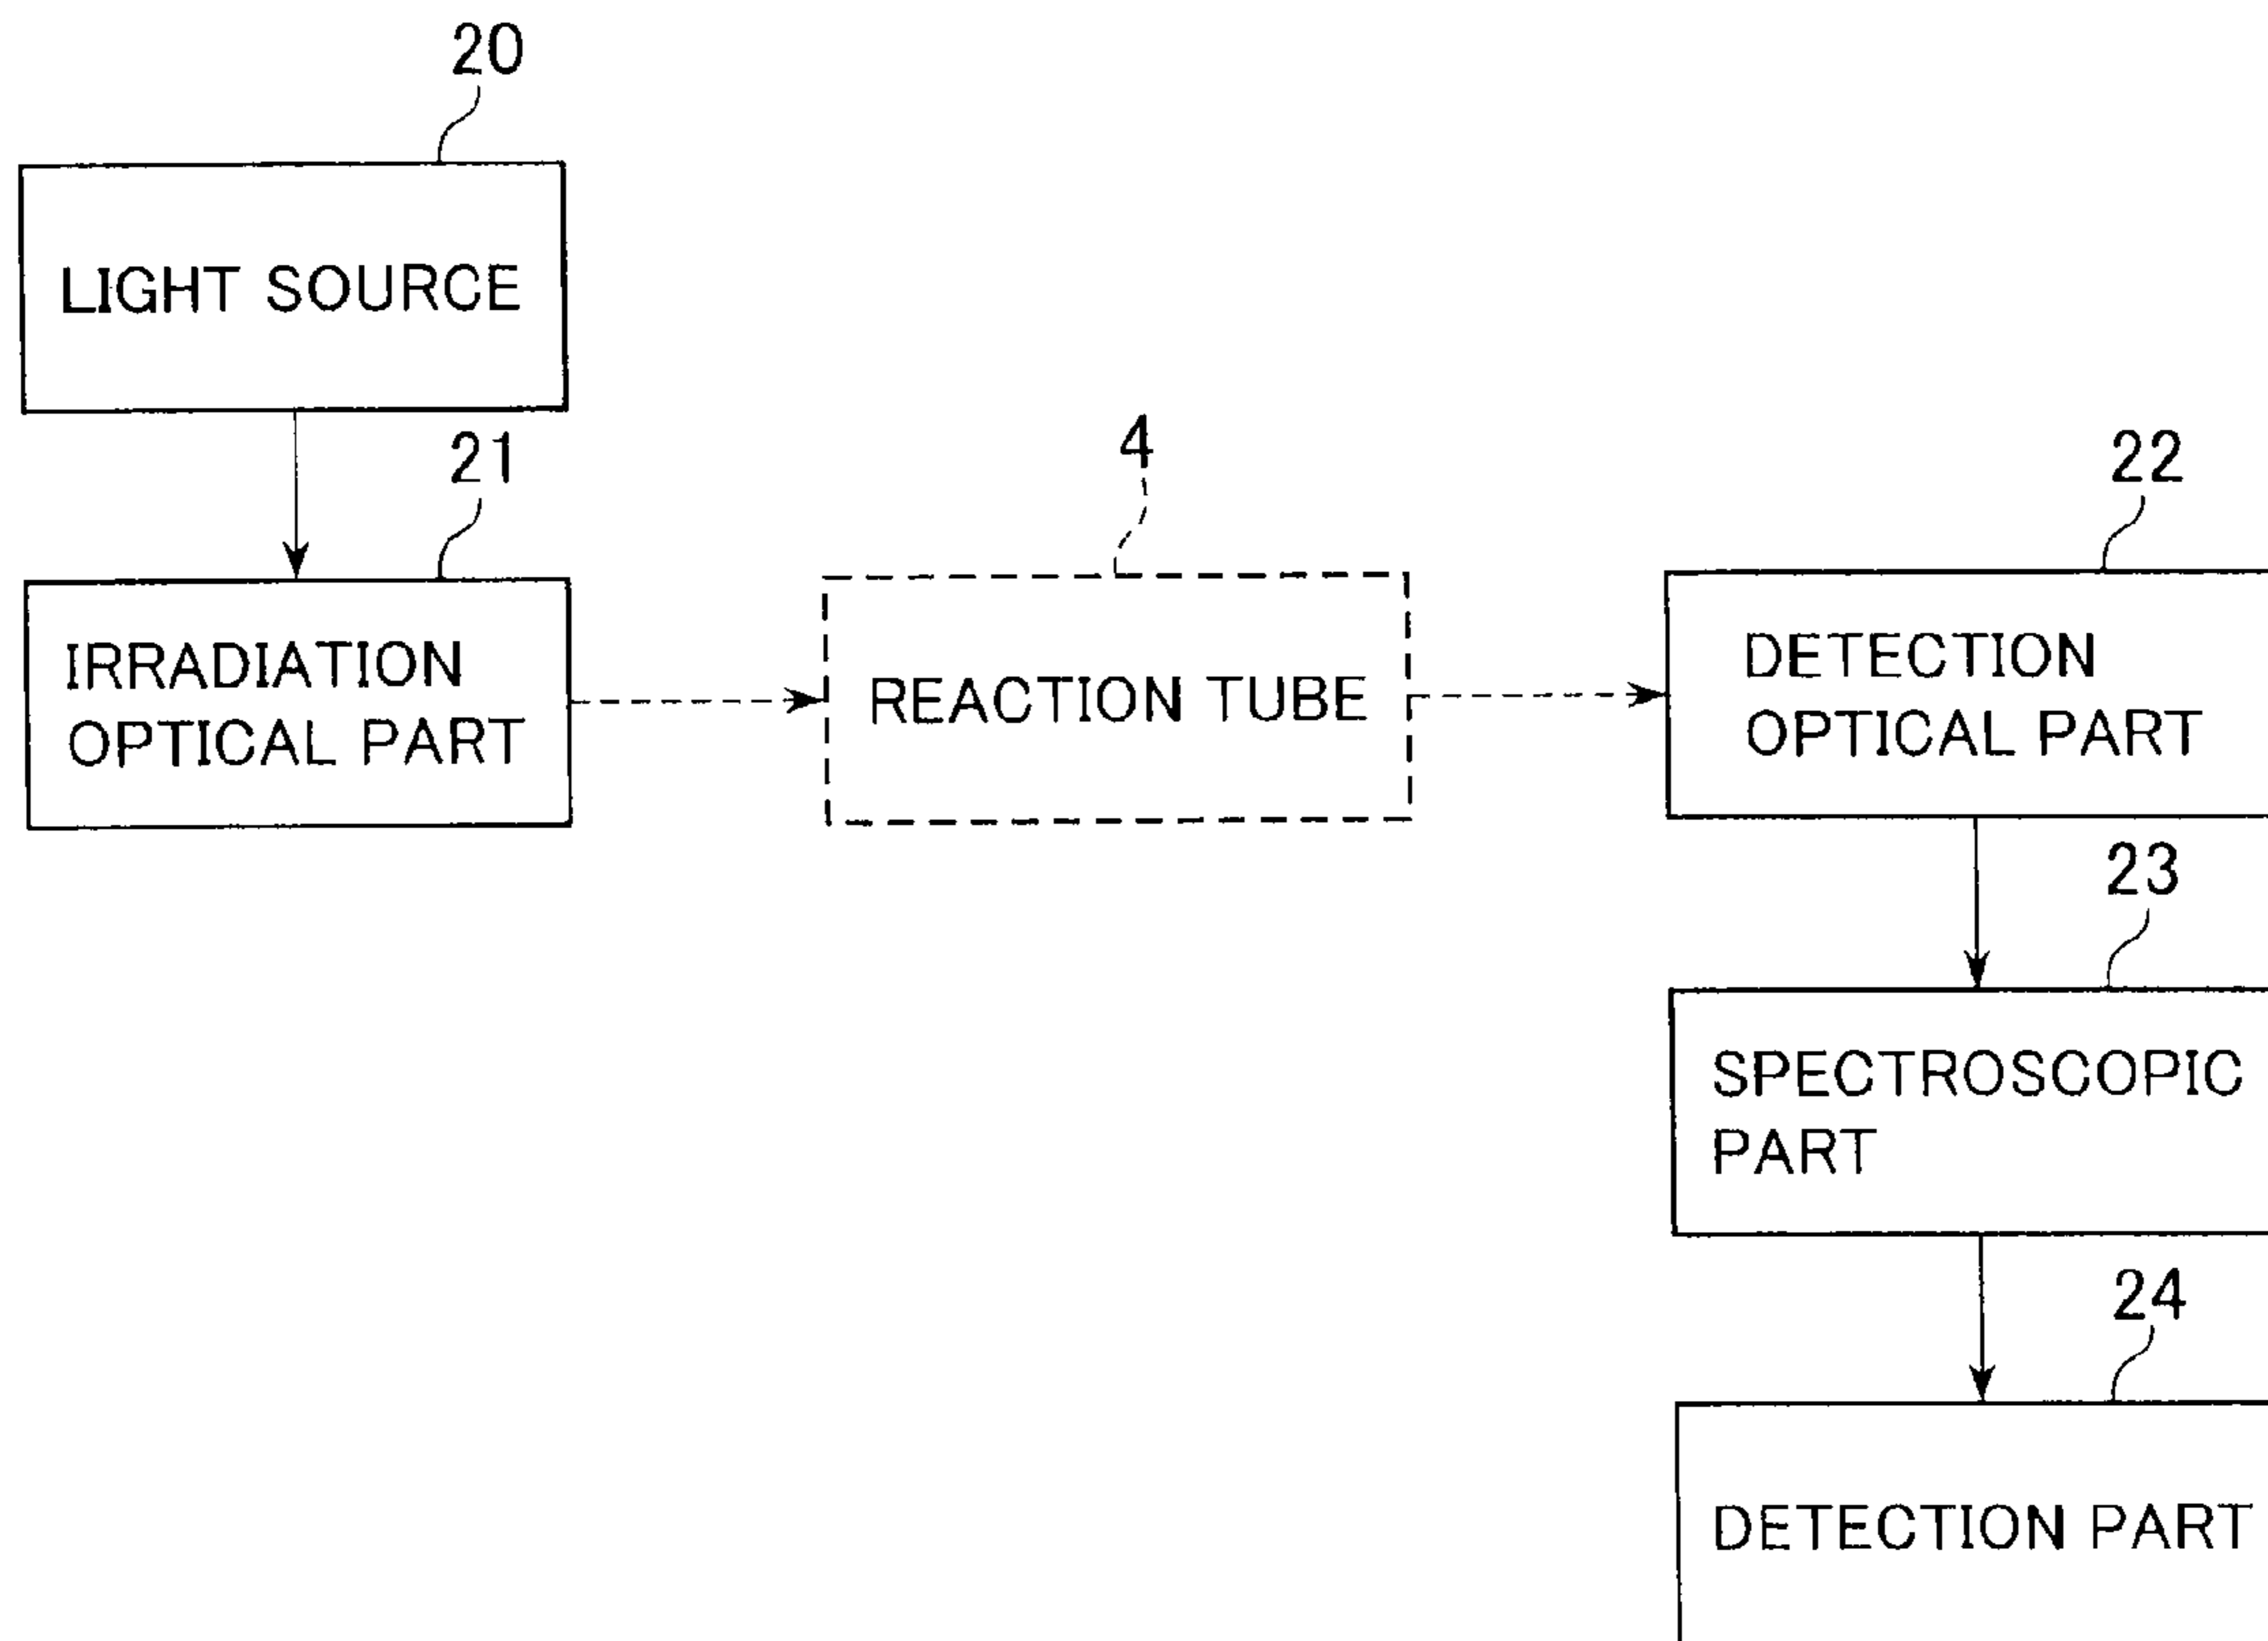 20
LIGHT SOURCE
21
IRRADIATION
OPTICAL PART
4
REACTION TUBE
22
DETECTION
OPTICAL PART
23
SPECTROSCOPIC
PART
24
DETECTION PART